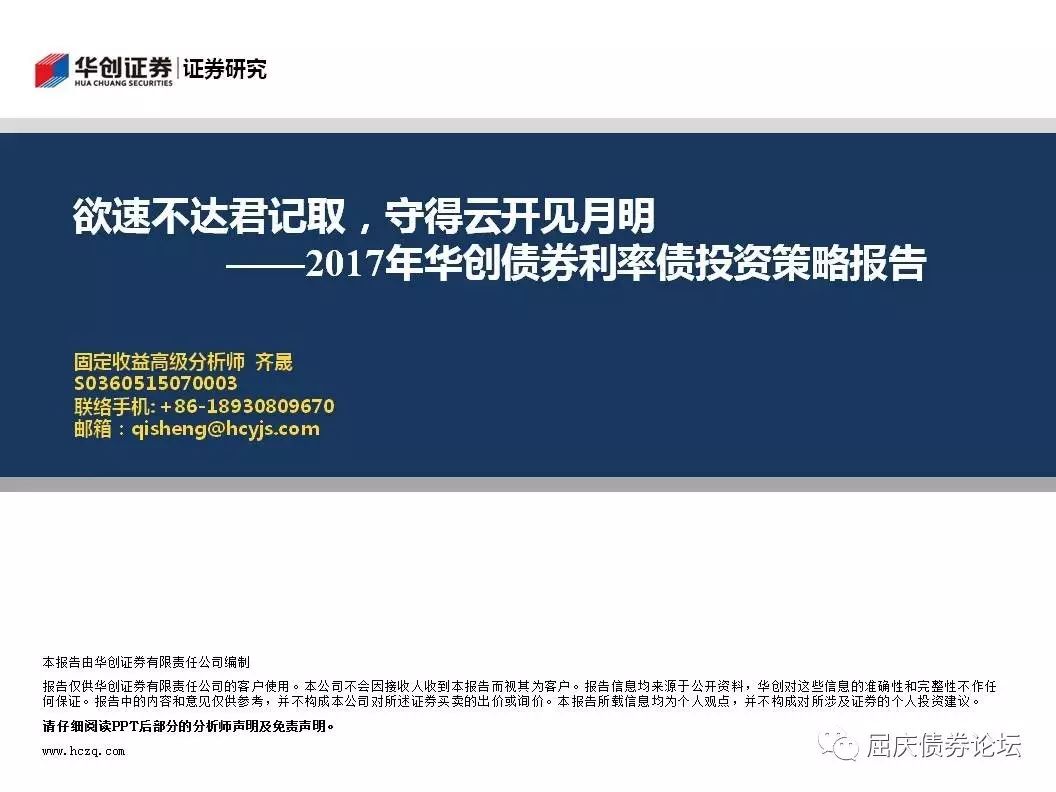 华创证券 证券研究
HUA CHUANG SECURITIES
欲速不达君记取，守得云开见月明
——2017年华创债券利率债投资策略报告
固定收益高级分析师 齐晟
S0360515070003
联络手机: +86-18930809670
邮箱：qisheng@hcyjs.com
本报告由华创证券有限责任公司编制
报告仅供华创证券有限责任公司的客户使用。本公司不会因接收人收到本报告而视其为客户。报告信息均来源于公开资料，华创对这些信息的准确性和完整性不作任
何保证。报告中的内容和意见仅供参考，并不构成本公司对所述证券买卖的出价或询价。本报告所载信息均为个人观点，并不构成对所涉及证券的个人投资建议。
请仔细阅读PPT后部分的分析师声明及免责声明。
www.hczq.com
屈庆债券论坛